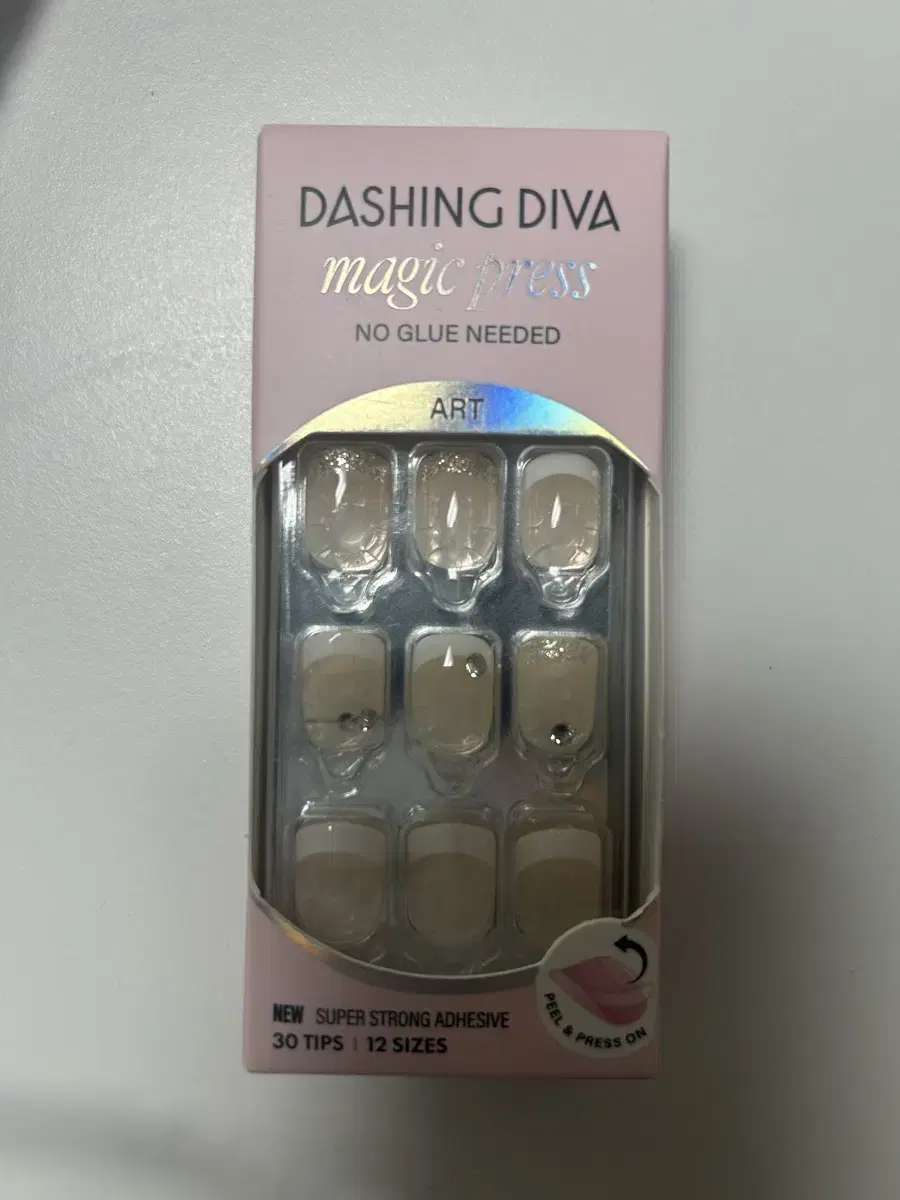 DASHING DIVA
magic press
NO GLUE NEEDED
ART
NEW SUPER STRONG ADHESIVE
30 TIPS | 12 SIZES
PEEL & PRESS ON